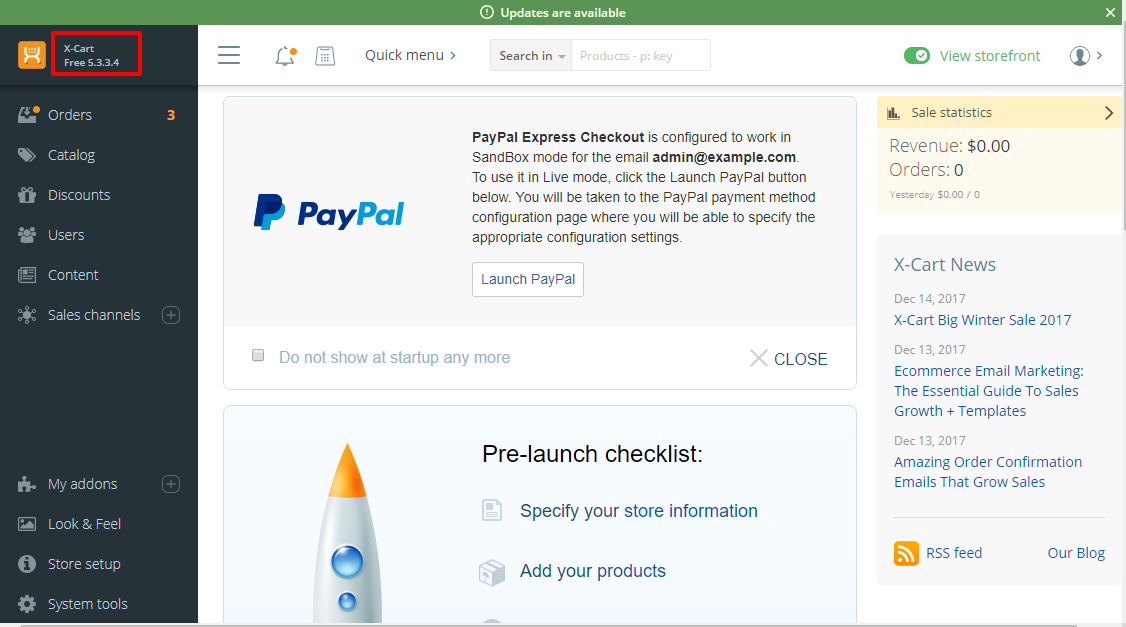 Updates are available
X-Cart
Free 5.3.3.4
Quick menu
Search in
Products - p: key
View storefront
Orders
3
Catalog
Discounts
Users
Content
Sales channels
My addons
Look & Feel
Store setup
System tools
PayPal
PayPal Express Checkout is configured to work in
SandBox mode for the email admin@example.com.
To use it in Live mode, click the Launch PayPal button
below. You will be taken to the PayPal payment method
configuration page where you will be able to specify the
appropriate configuration settings.
Launch PayPal
Do not show at startup any more
CLOSE
Pre-launch checklist:
Specify your store information
Add your products
Sale statistics
Revenue: $0.00
Orders: 0
Yesterday $0.00 / 0
X-Cart News
Dec 14, 2017
X-Cart Big Winter Sale 2017
Dec 13, 2017
Ecommerce Email Marketing:
The Essential Guide To Sales
Growth + Templates
Dec 13, 2017
Amazing Order Confirmation
Emails That Grow Sales
RSS feed
Our Blog